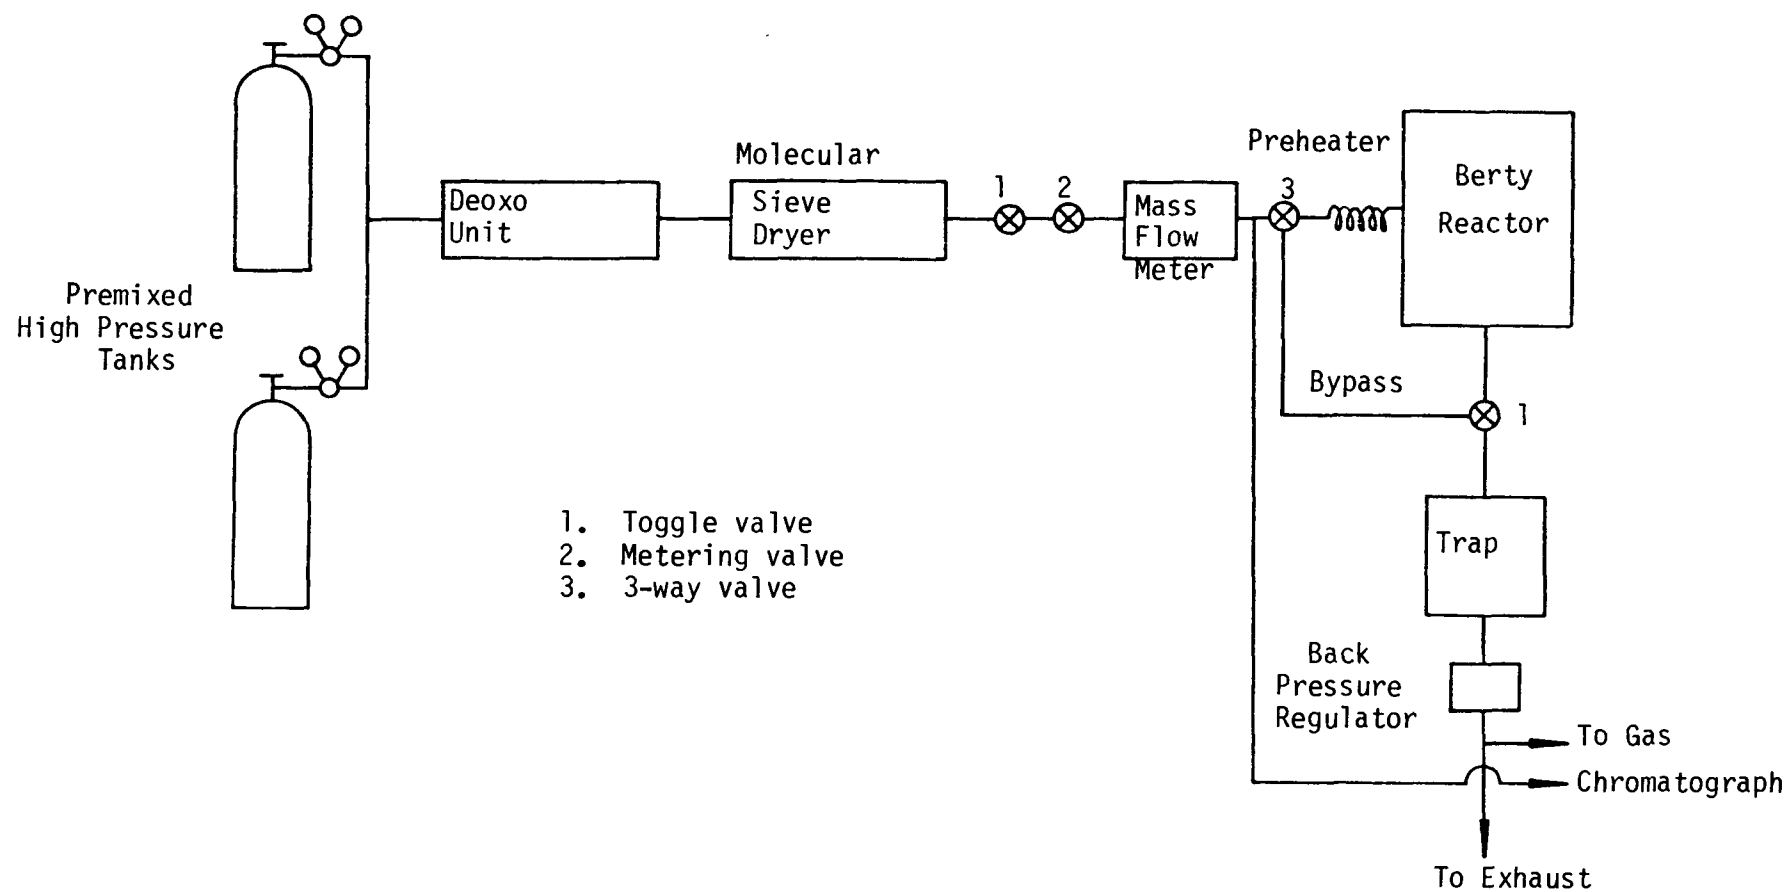 Premixed
High Pressure
Tanks
Deoxo
Unit
Molecular
Sieve
Dryer
1
2
Mass
Flow
Meter
3
Preheater
Berty
Reactor
Bypass
1
Trap
Back
Pressure
Regulator
To Gas
Chromatograph
To Exhaust
1. Toggle valve
2. Metering valve
3. 3-way valve